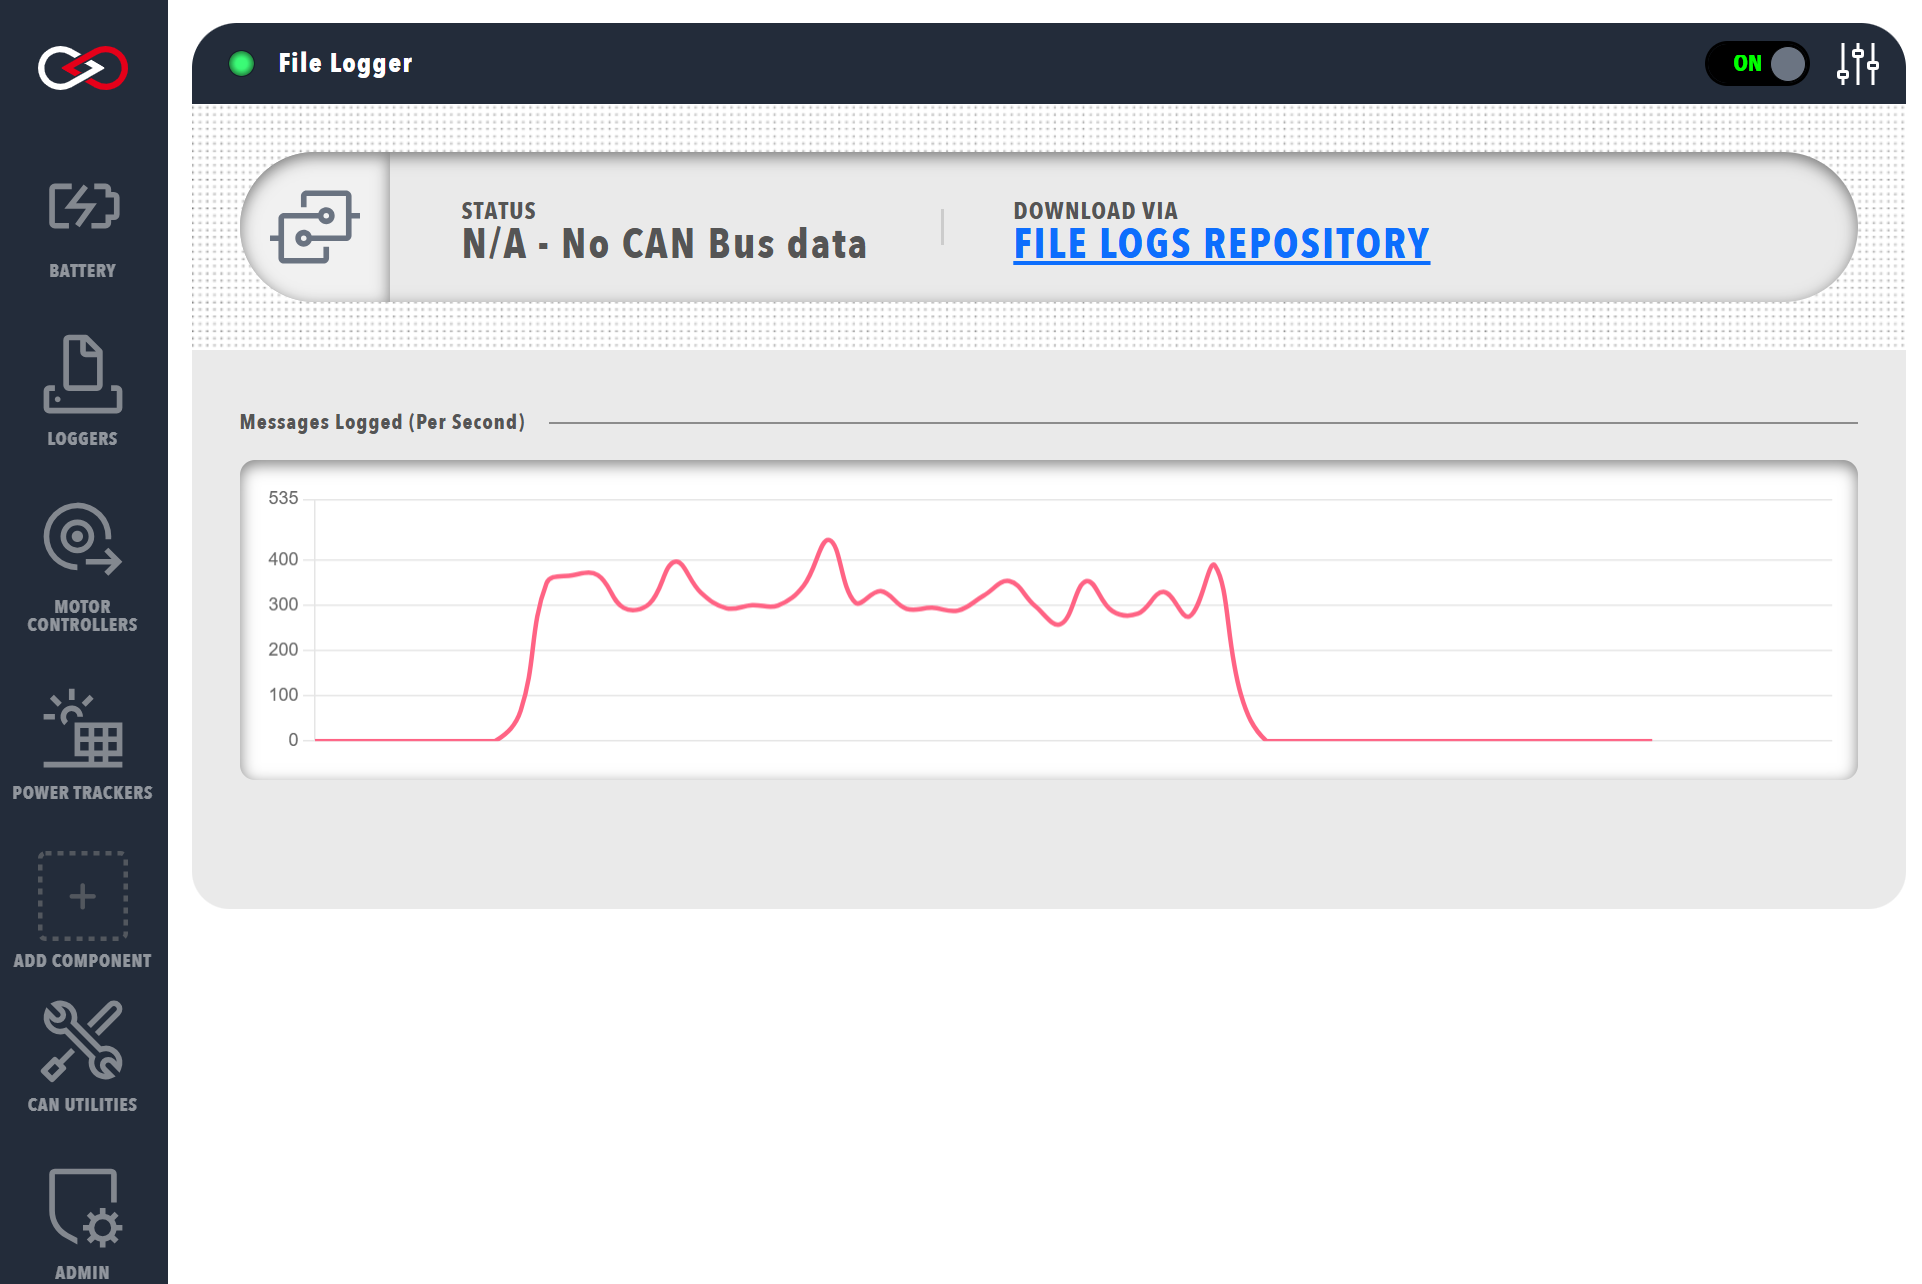 File Logger
ON
STATUS
N/A - No CAN Bus data
DOWNLOAD VIA
FILE LOGS REPOSITORY
BATTERY
LOGGERS
MOTOR
CONTROLLERS
POWER TRACKERS
ADD COMPONENT
CAN UTILITIES
ADMIN
Messages Logged (Per Second)
535
400
300
200
100
0